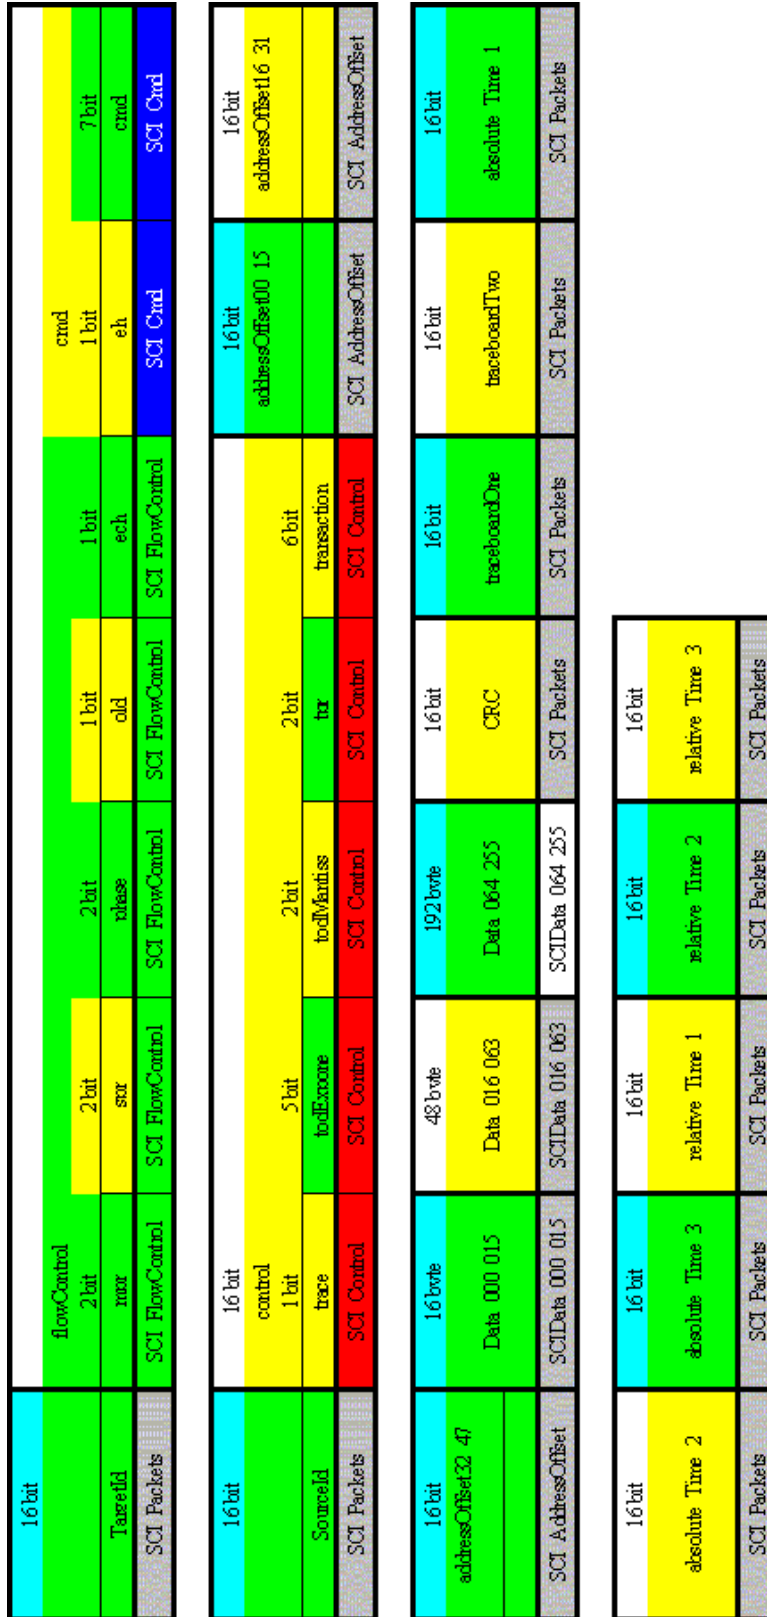 16 bit
flowControl cmd
2 bit 2 bit 2 bit 1 bit 1 bit 1 bit 7 bit
TargetId mpr spr phase old ech eh cmd
SCI Packets SCI FlowControl SCI FlowControl SCI FlowControl SCI FlowControl SCI FlowControl SCI Cmd SCI Cmd
16 bit 16 bit 16 bit 16 bit
control addressOffset00 15 addressOffset16 31
1 bit 5 bit 2 bit 2 bit 6 bit
SourceId trace todExpone todMantiss tpr transaction
SCI Packets SCI Control SCI Control SCI Control SCI Control SCI Control SCI AddressOffset SCI AddressOffset
16 bit 16 byte 48 byte 192 byte 16 bit 16 bit 16 bit 16 bit
addressOffset32 47 Data 000 015 Data 016 063 Data 064 255 CRC traceboardOne traceboardTwo absolute Time 1
SCI AddressOffset SCIData 000 015 SCIData 016 063 SCIData 064 255 SCI Packets SCI Packets SCI Packets SCI Packets
16 bit 16 bit 16 bit 16 bit 16 bit
absolute Time 2 absolute Time 3 relative Time 1 relative Time 2 relative Time 3
SCI Packets SCI Packets SCI Packets SCI Packets SCI Packets